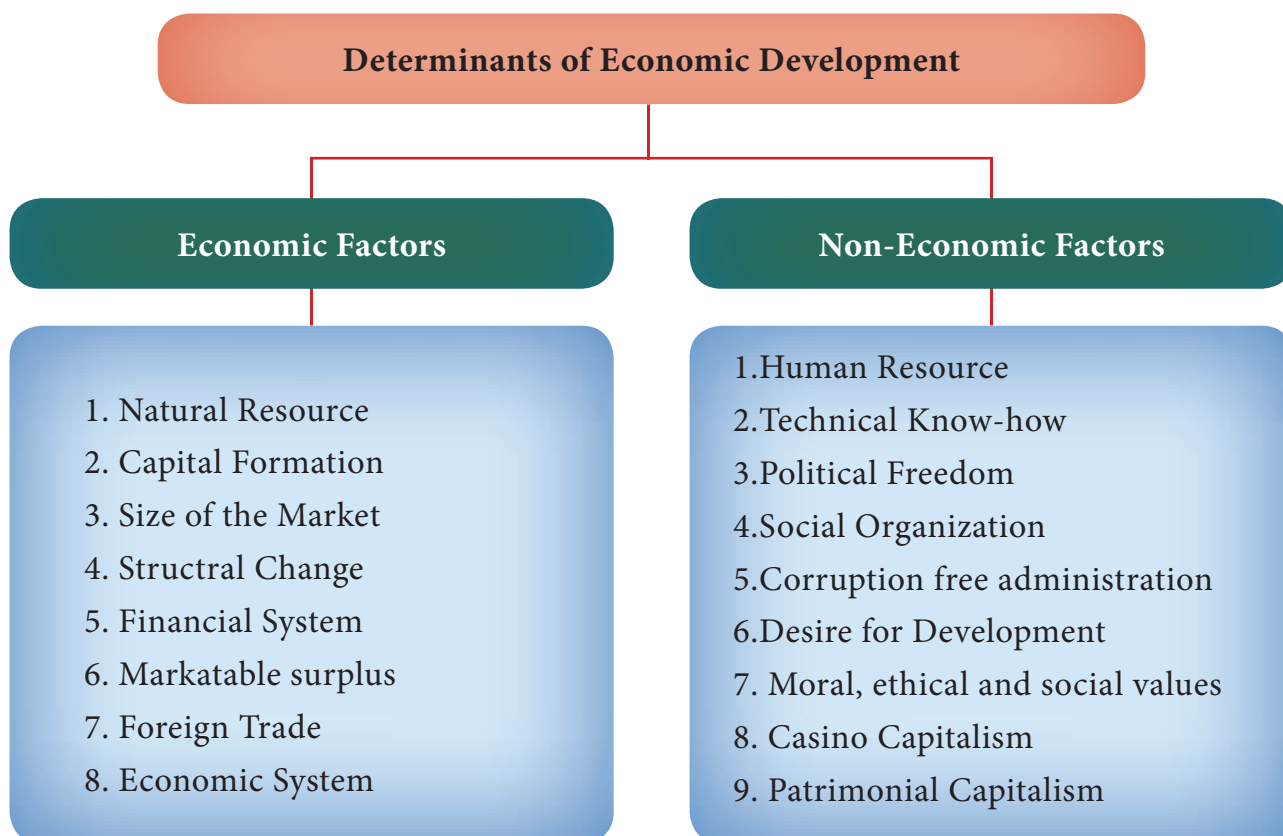 Determinants of Economic Development
Economic Factors
1. Natural Resource
2. Capital Formation
3. Size of the Market
4. Structral Change
5. Financial System
6. Markatable surplus
7. Foreign Trade
8. Economic System
Non-Economic Factors
1.Human Resource
2.Technical Know-how
3.Political Freedom
4.Social Organization
5.Corruption free administration
6.Desire for Development
7. Moral, ethical and social values
8. Casino Capitalism
9. Patrimonial Capitalism